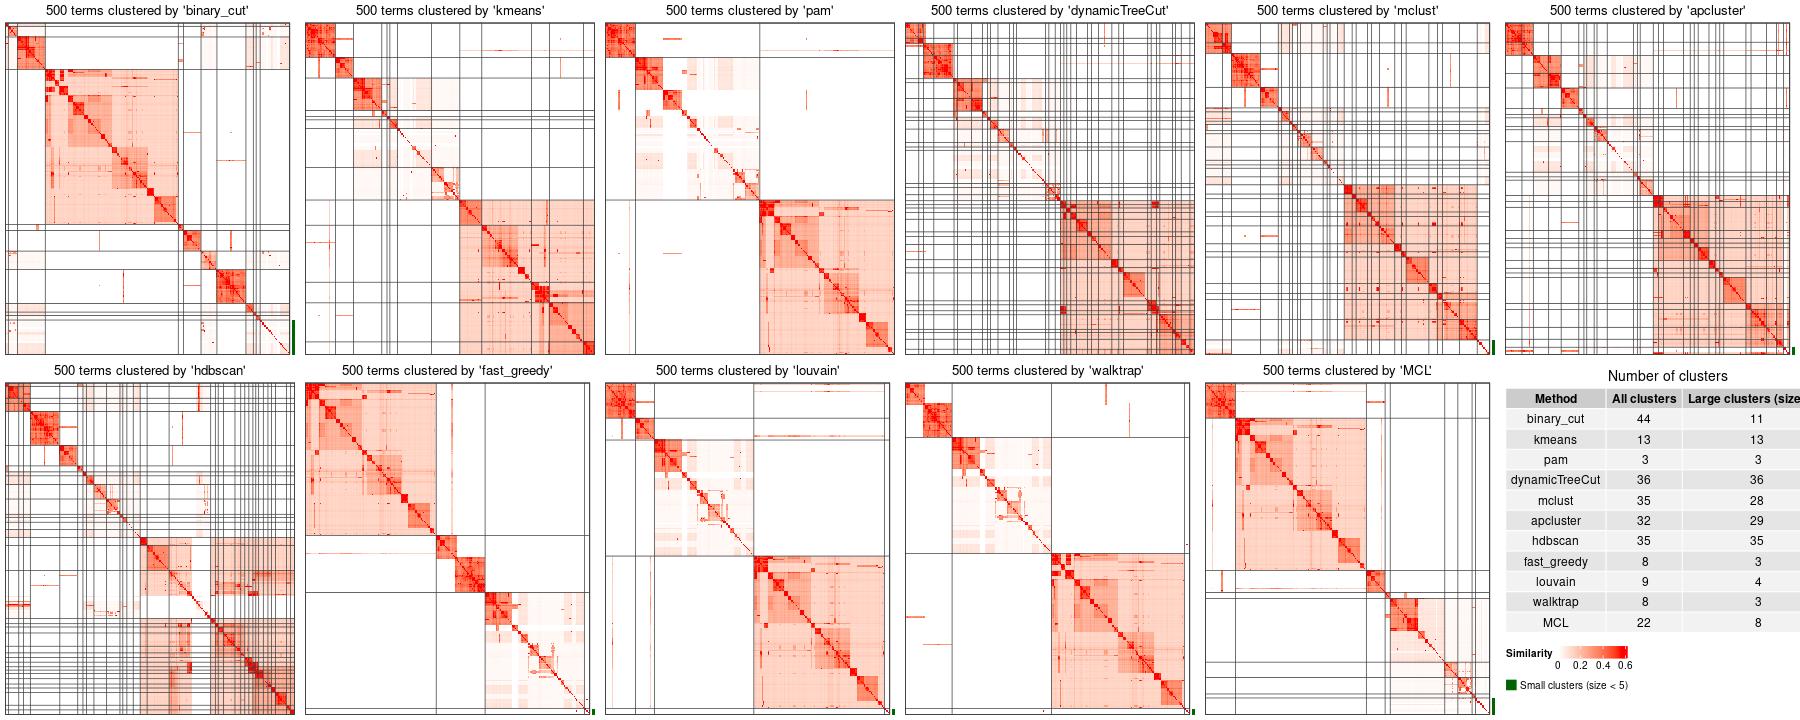 500 terms clustered by 'binary_cut'
500 terms clustered by 'kmeans'
500 terms clustered by 'pam'
500 terms clustered by 'dynamicTreeCut'
500 terms clustered by 'mclust'
500 terms clustered by 'apcluster'
500 terms clustered by 'hdbscan'
500 terms clustered by 'fast_greedy'
500 terms clustered by 'louvain'
500 terms clustered by 'walktrap'
500 terms clustered by 'MCL'
Number of clusters
Method All clusters Large clusters (size
binary_cut 44 11
kmeans 13 13
pam 3 3
dynamicTreeCut 36 36
mclust 35 28
apcluster 32 29
hdbscan 35 35
fast_greedy 8 3
louvain 9 4
walktrap 8 3
MCL 22 8
Similarity
0 0.2 0.4 0.6
Small clusters (size < 5)